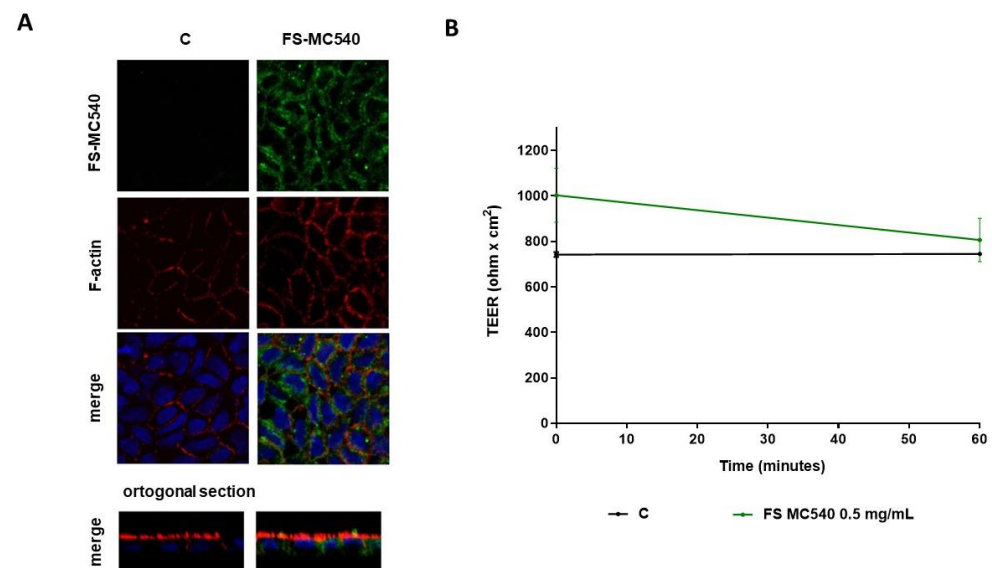 A
C
FS-MC540
FS-MC540
F-actin
merge
ortogonal section
merge
B
1200
1000
800
600
400
200
0
TEER (ohm x cm²)
0 10 20 30 40 50 60
Time (minutes)
C
FS MC540 0.5 mg/mL